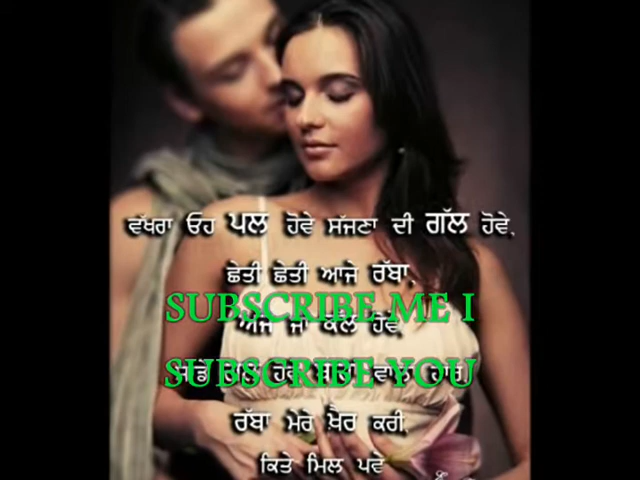 ਵੱਖਰਾ ਓਹ ਪਲ ਹੋਵੇ ਸੱਜਣਾ ਦੀ ਗੱਲ ਹੋਵੇ,
ਛੇਤੀ ਛੇਤੀ ਆਜੇ ਰੱਬਾ,
SUBSCRIBE ME I
ਅੱਜ ਜਾਂ ਕੱਲ ਹੋਵੇ,
SUBSCRIBE YOU
ਰੱਬਾ ਮੇਰੇ ਖ਼ੈਰ ਕਰੀ,
ਕਿਤੇ ਮਿਲ ਪਵੇ